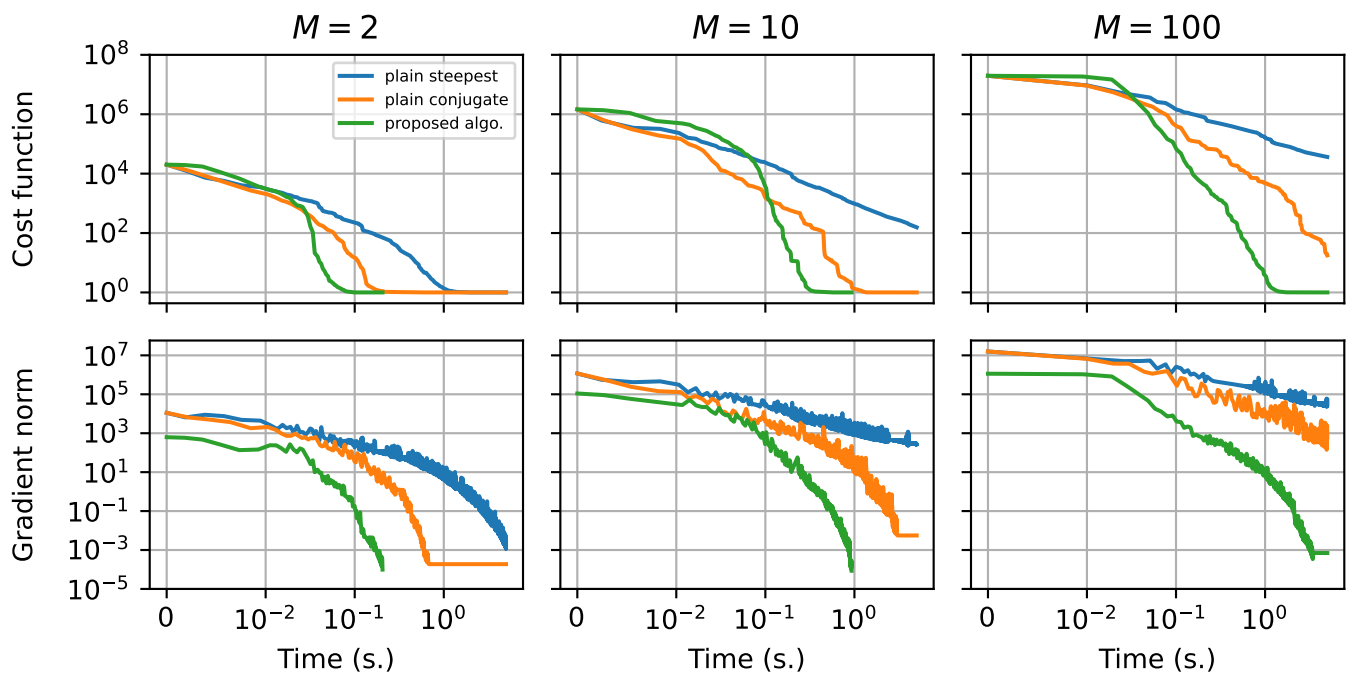 M = 2
M = 10
M = 100
Cost function
10^8
10^6
10^4
10^2
10^0
plain steepest
plain conjugate
proposed algo.
Gradient norm
10^7
10^5
10^3
10^1
10^−1
10^−3
10^−5
0 10^−2 10^−1 10^0
0 10^−2 10^−1 10^0
0 10^−2 10^−1 10^0
Time (s.)
Time (s.)
Time (s.)